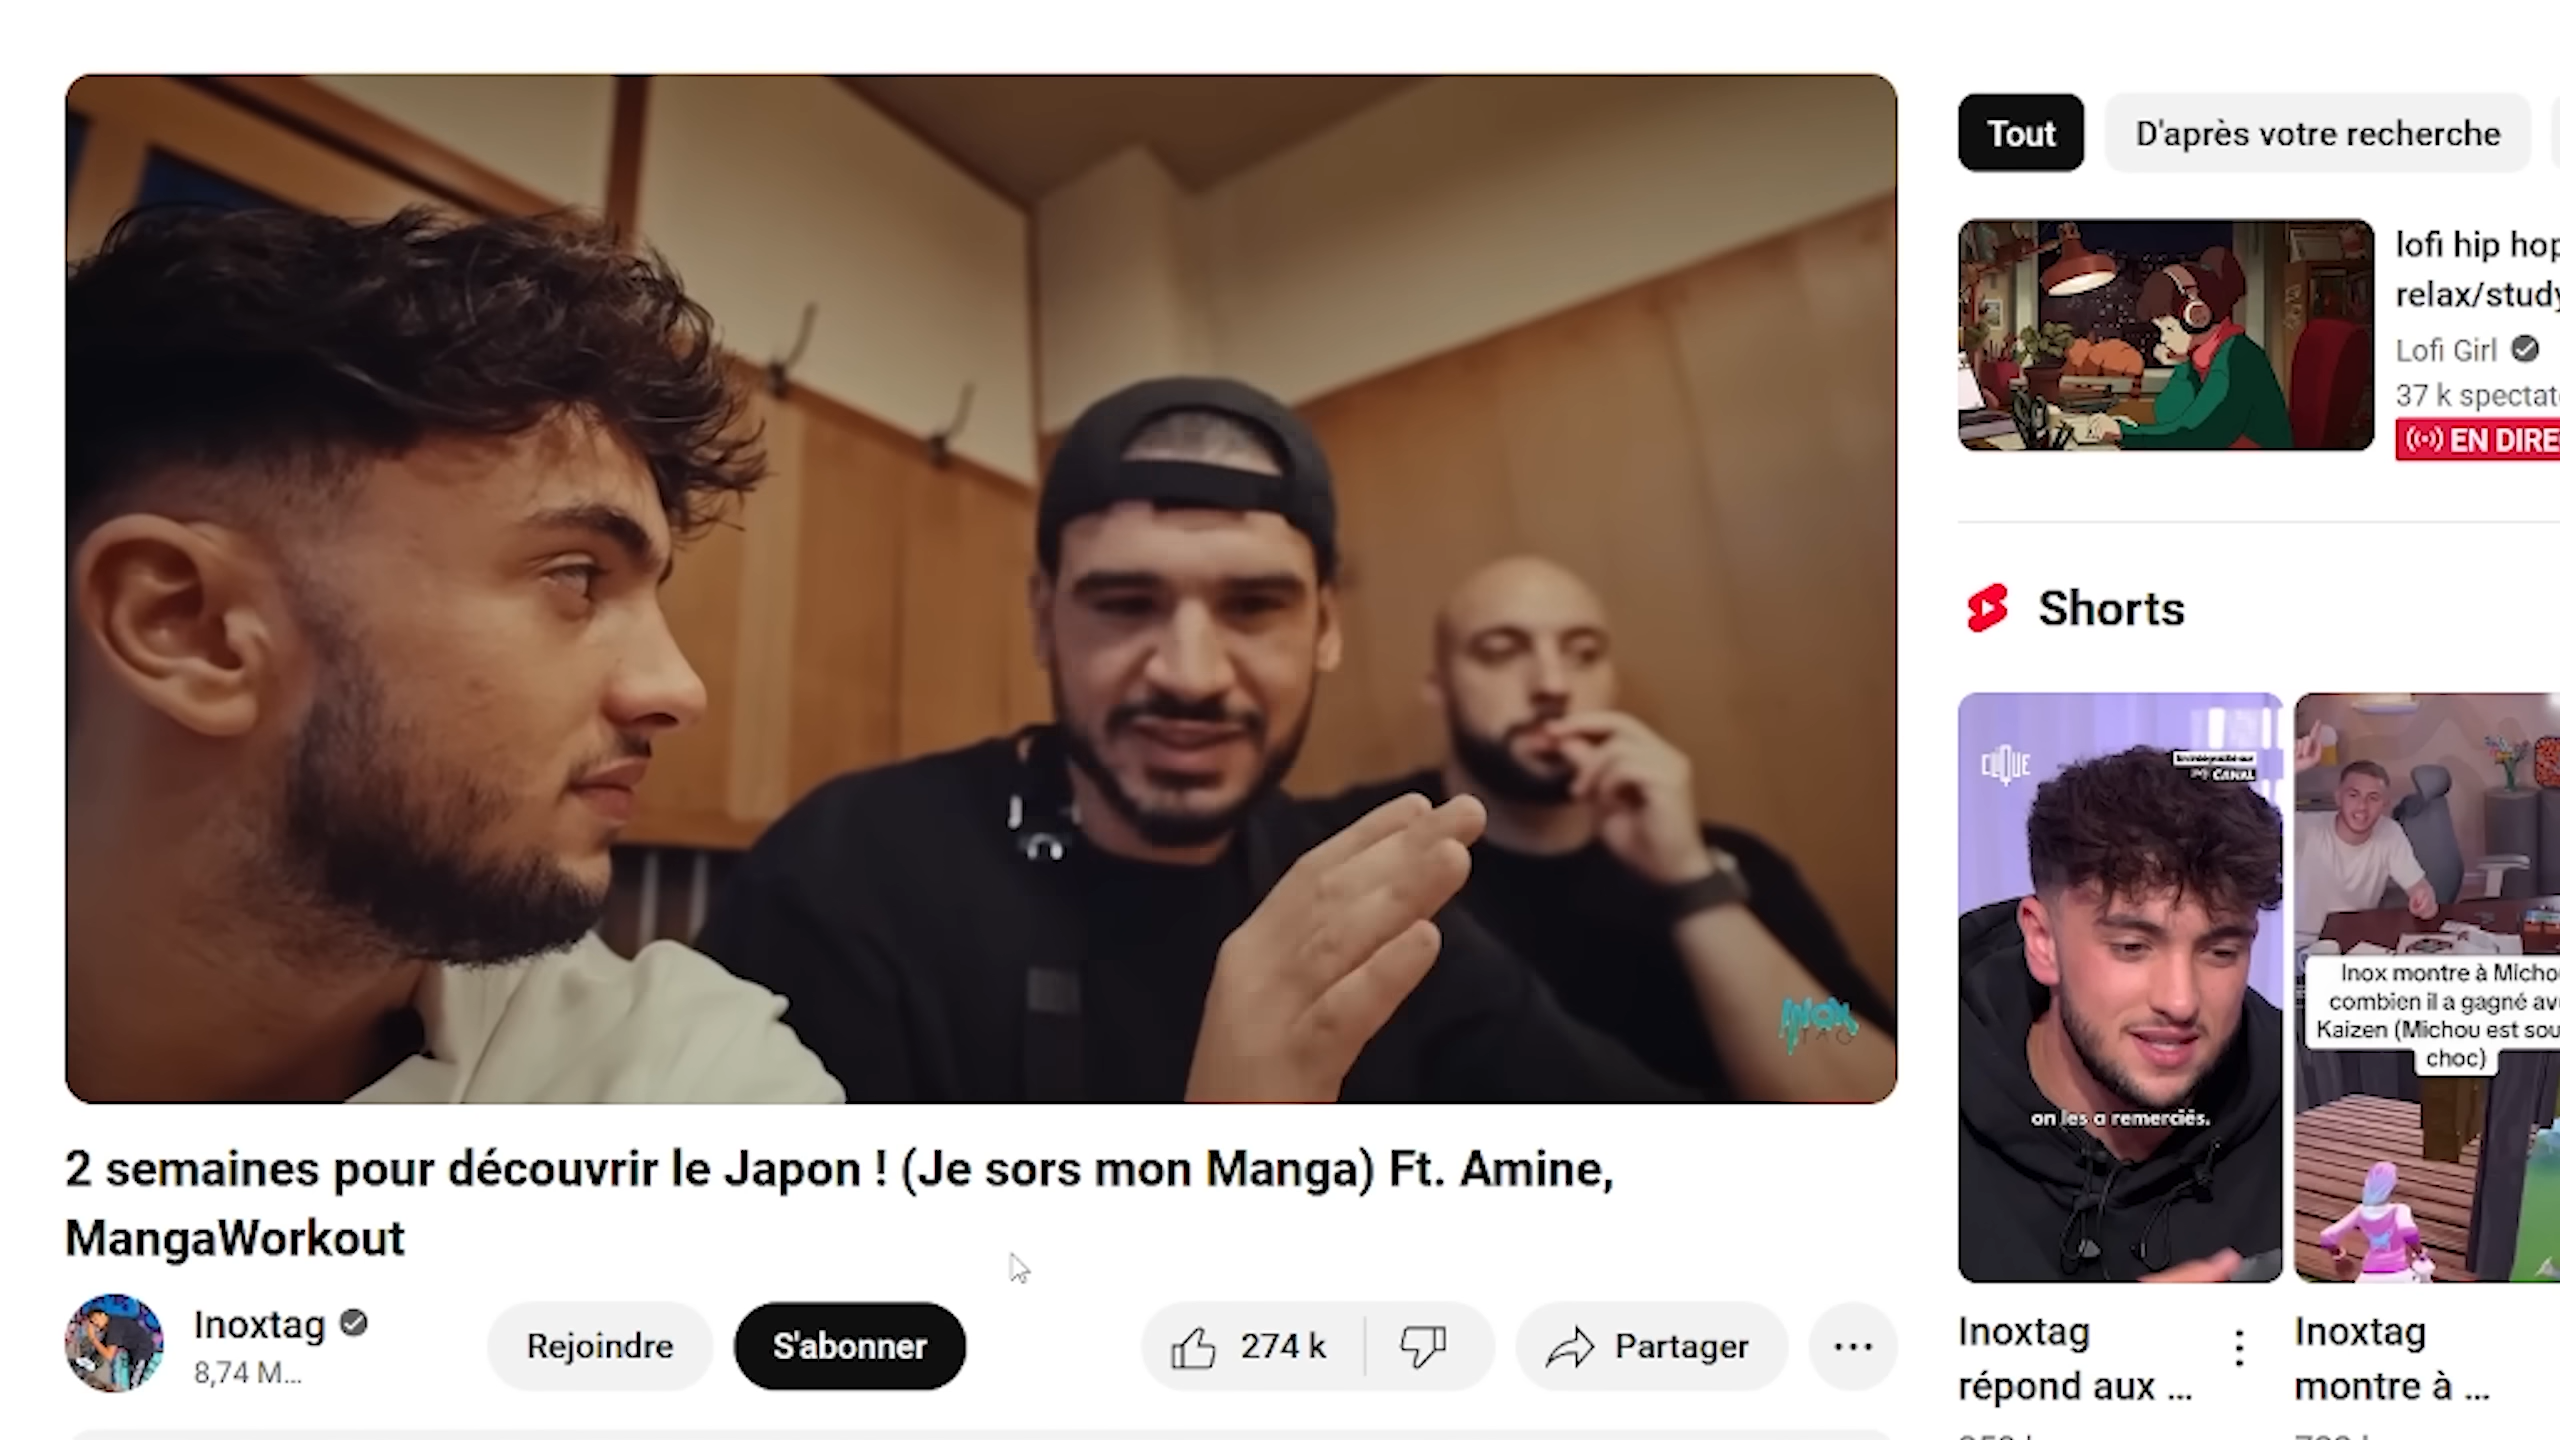 Tout
D'après votre recherche
lofi hip hop
relax/study
Lofi Girl
37 k spectat
EN DIRE
Shorts
CLIQUE
CANAL
on les a remerciés.
Inox montre à Micho
combien il a gagné av
Kaizen (Michou est sou
choc)
Inoxtag
répond aux ...
Inoxtag
montre à ...
2 semaines pour découvrir le Japon ! (Je sors mon Manga) Ft. Amine,
MangaWorkout
Inoxtag
8,74 M...
Rejoindre
S'abonner
274 k
Partager